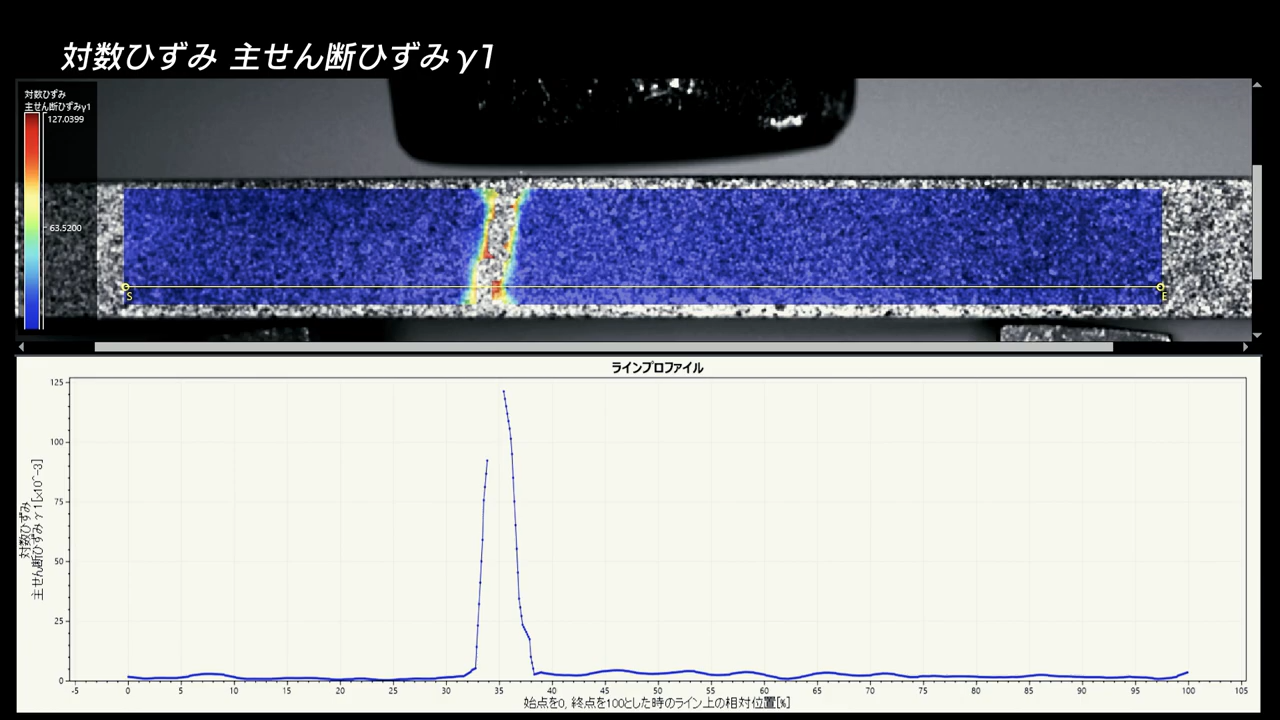 対数ひずみ 主せん断ひずみγ1
対数ひずみ
主せん断ひずみγ1
127.0399
63.5200
S
E
ラインプロファイル
125
100
75
50
25
0
対数ひずみ
主せん断ひずみ γ1[×10^-3]
-5 0 5 10 15 20 25 30 35 40 45 50 55 60 65 70 75 80 85 90 95 100 105
始点を0, 終点を100とした時のライン上の相対位置[%]